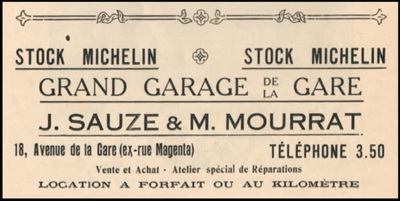 STOCK MICHELIN STOCK MICHELIN
GRAND GARAGE DE LA GARE
J. SAUZE & M. MOURRAT
18, Avenue de la Gare (ex-rue Magenta) TÉLÉPHONE 3.50
Vente et Achat - Atelier spécial de Réparations
LOCATION A FORFAIT OU AU KILOMÈTRE